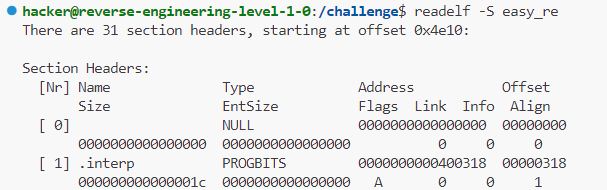 hacker@reverse-engineering-level-1-0:/challenge$ readelf -S easy_re
There are 31 section headers, starting at offset 0x4e10:
Section Headers:
[Nr] Name Type Address Offset
Size EntSize Flags Link Info Align
[ 0] NULL 0000000000000000 00000000
0000000000000000 0000000000000000 0 0 0
[ 1] .interp PROGBITS 0000000000400318 00000318
000000000000001c 0000000000000000 A 0 0 1